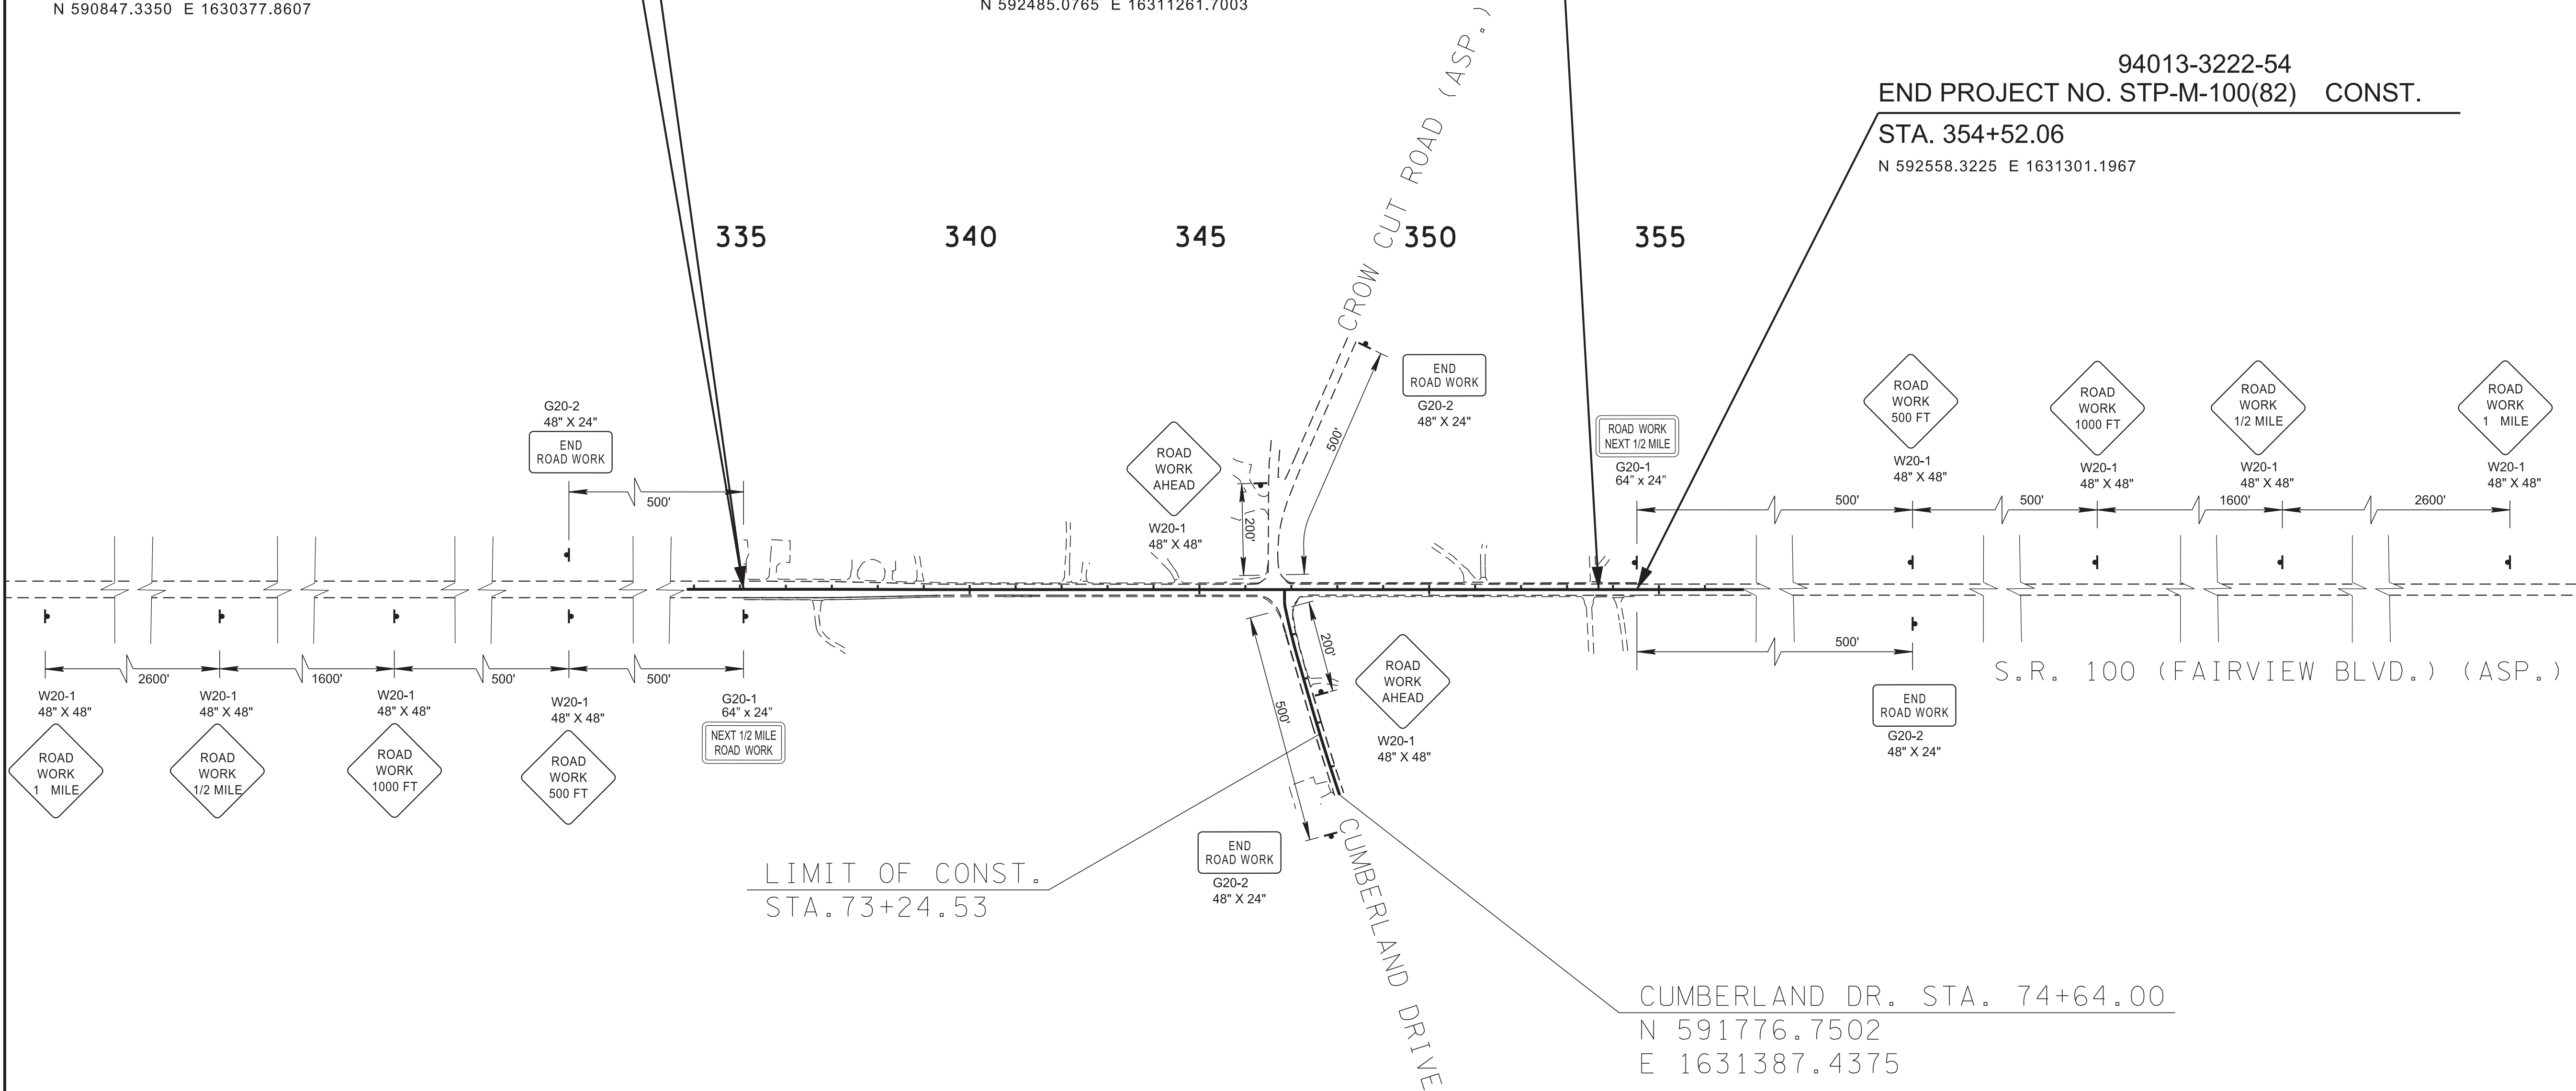 N 590847.3350 E 1630377.8607
N 592485.0765 E 16311261.7003
94013-3222-54
END PROJECT NO. STP-M-100(82) CONST.
STA. 354+52.06
N 592558.3225 E 1631301.1967
CROW CUT ROAD (ASP.)
335
340
345
350
355
G20-2
48" X 24"
END
ROAD WORK
500'
ROAD
WORK
AHEAD
W20-1
48" X 48"
200'
500'
END
ROAD WORK
G20-2
48" X 24"
ROAD WORK
NEXT 1/2 MILE
G20-1
64" x 24"
ROAD
WORK
500 FT
W20-1
48" X 48"
ROAD
WORK
1000 FT
W20-1
48" X 48"
ROAD
WORK
1/2 MILE
W20-1
48" X 48"
ROAD
WORK
1 MILE
W20-1
48" X 48"
500'
500'
1600'
2600'
2600'
1600'
500'
500'
W20-1
48" X 48"
ROAD
WORK
1 MILE
W20-1
48" X 48"
ROAD
WORK
1/2 MILE
W20-1
48" X 48"
ROAD
WORK
1000 FT
W20-1
48" X 48"
ROAD
WORK
500 FT
G20-1
64" x 24"
NEXT 1/2 MILE
ROAD WORK
200'
500'
ROAD
WORK
AHEAD
W20-1
48" X 48"
500'
S.R. 100 (FAIRVIEW BLVD.) (ASP.)
END
ROAD WORK
G20-2
48" X 24"
END
ROAD WORK
G20-2
48" X 24"
LIMIT OF CONST.
STA.73+24.53
CUMBERLAND DRIVE
CUMBERLAND DR. STA. 74+64.00
N 591776.7502
E 1631387.4375